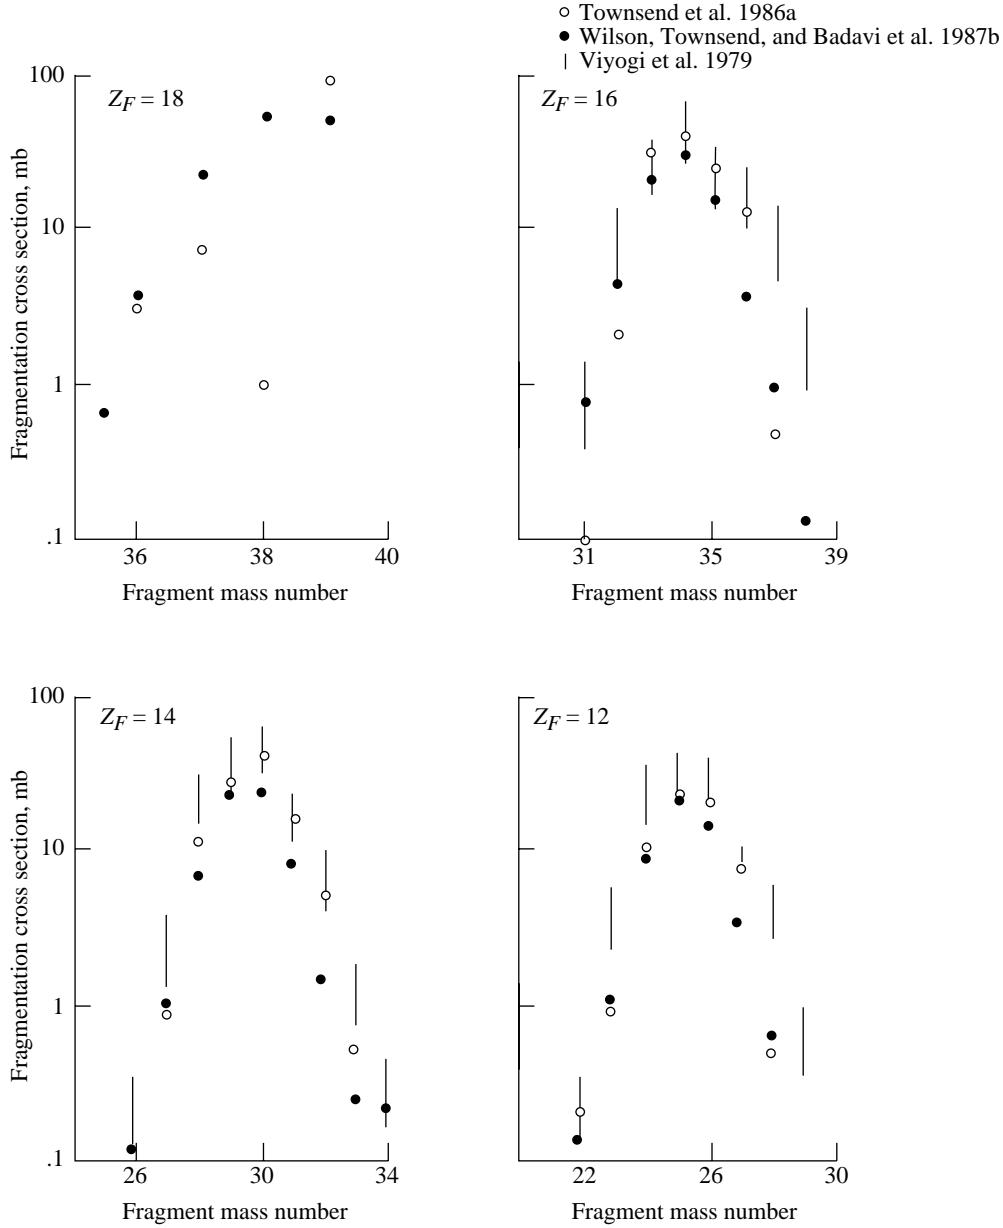 Townsend et al. 1986a
Wilson, Townsend, and Badavi et al. 1987b
Viyogi et al. 1979
Z_F = 18
100
10
1
.1
Fragmentation cross section, mb
36 38 40
Fragment mass number
Z_F = 16
31 35 39
Fragment mass number
Z_F = 14
100
10
1
.1
Fragmentation cross section, mb
26 30 34
Fragment mass number
Z_F = 12
22 26 30
Fragment mass number